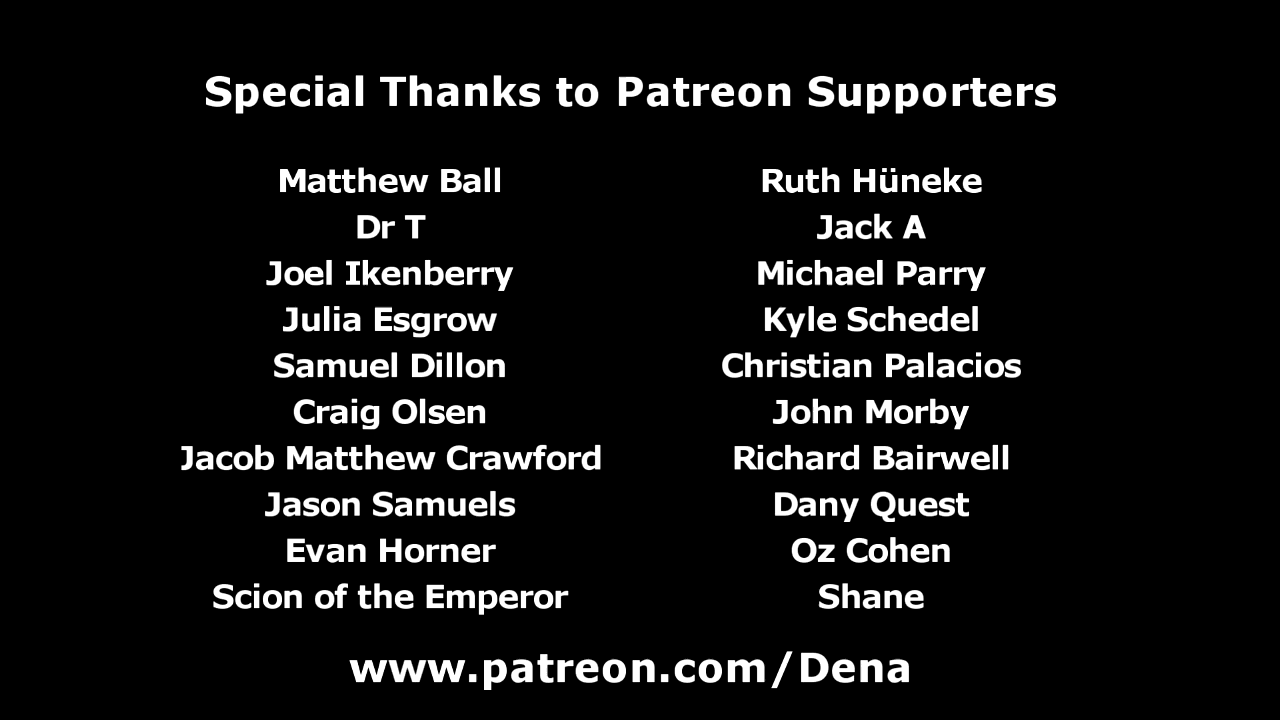 Special Thanks to Patreon Supporters
Matthew Ball
Dr T
Joel Ikenberry
Julia Esgrow
Samuel Dillon
Craig Olsen
Jacob Matthew Crawford
Jason Samuels
Evan Horner
Scion of the Emperor
Ruth Hüneke
Jack A
Michael Parry
Kyle Schedel
Christian Palacios
John Morby
Richard Bairwell
Dany Quest
Oz Cohen
Shane
www.patreon.com/Dena